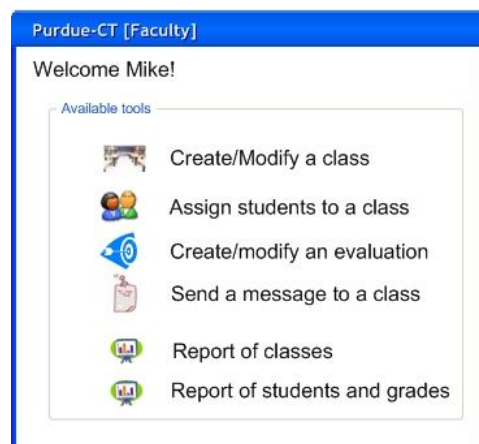 Purdue-CT [Faculty]
Welcome Mike!
Available tools
Create/Modify a class
Assign students to a class
Create/modify an evaluation
Send a message to a class
Report of classes
Report of students and grades